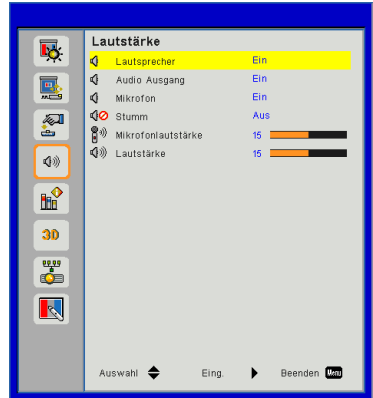 Lautstärke
Lautsprecher Ein
Audio Ausgang Ein
Mikrofon Ein
Stumm Aus
Mikrofonlautstärke 15
Lautstärke 15
3D
Auswahl Eing. Beenden Menu